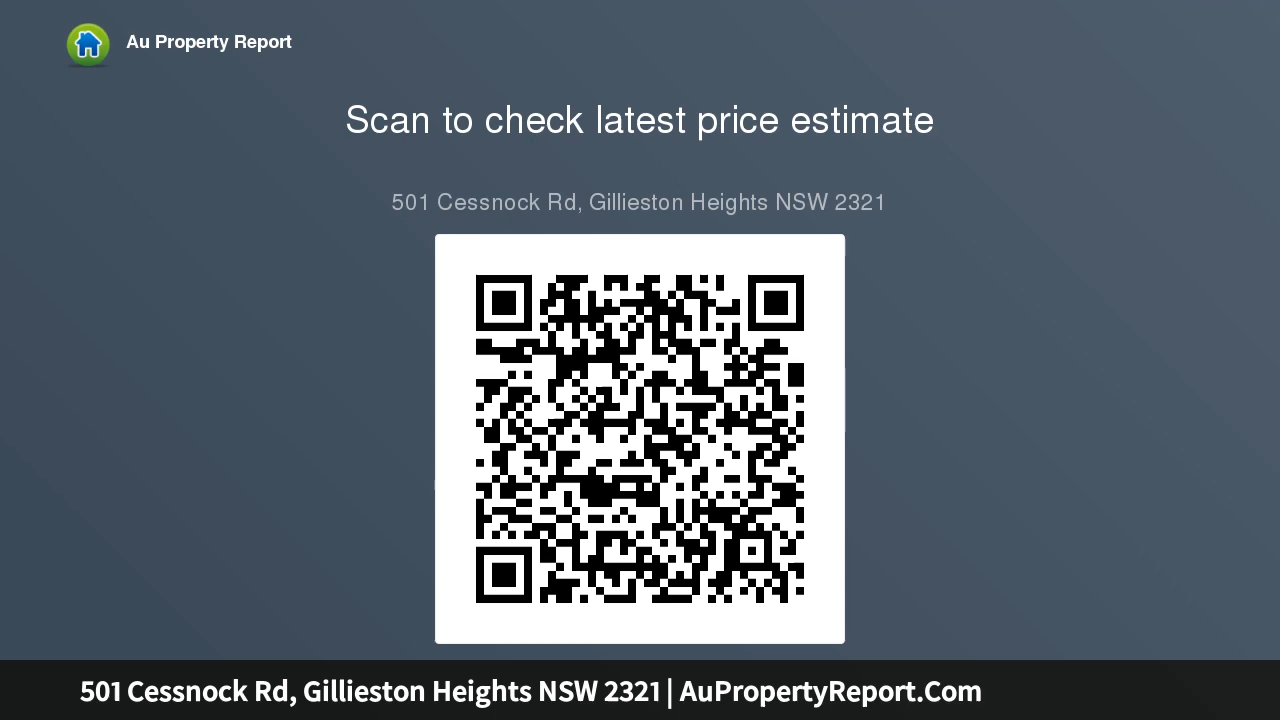 Au Property Report
Scan to check latest price estimate
501 Cessnock Rd, Gillieston Heights NSW 2321
501 Cessnock Rd, Gillieston Heights NSW 2321 | AuPropertyReport.Com